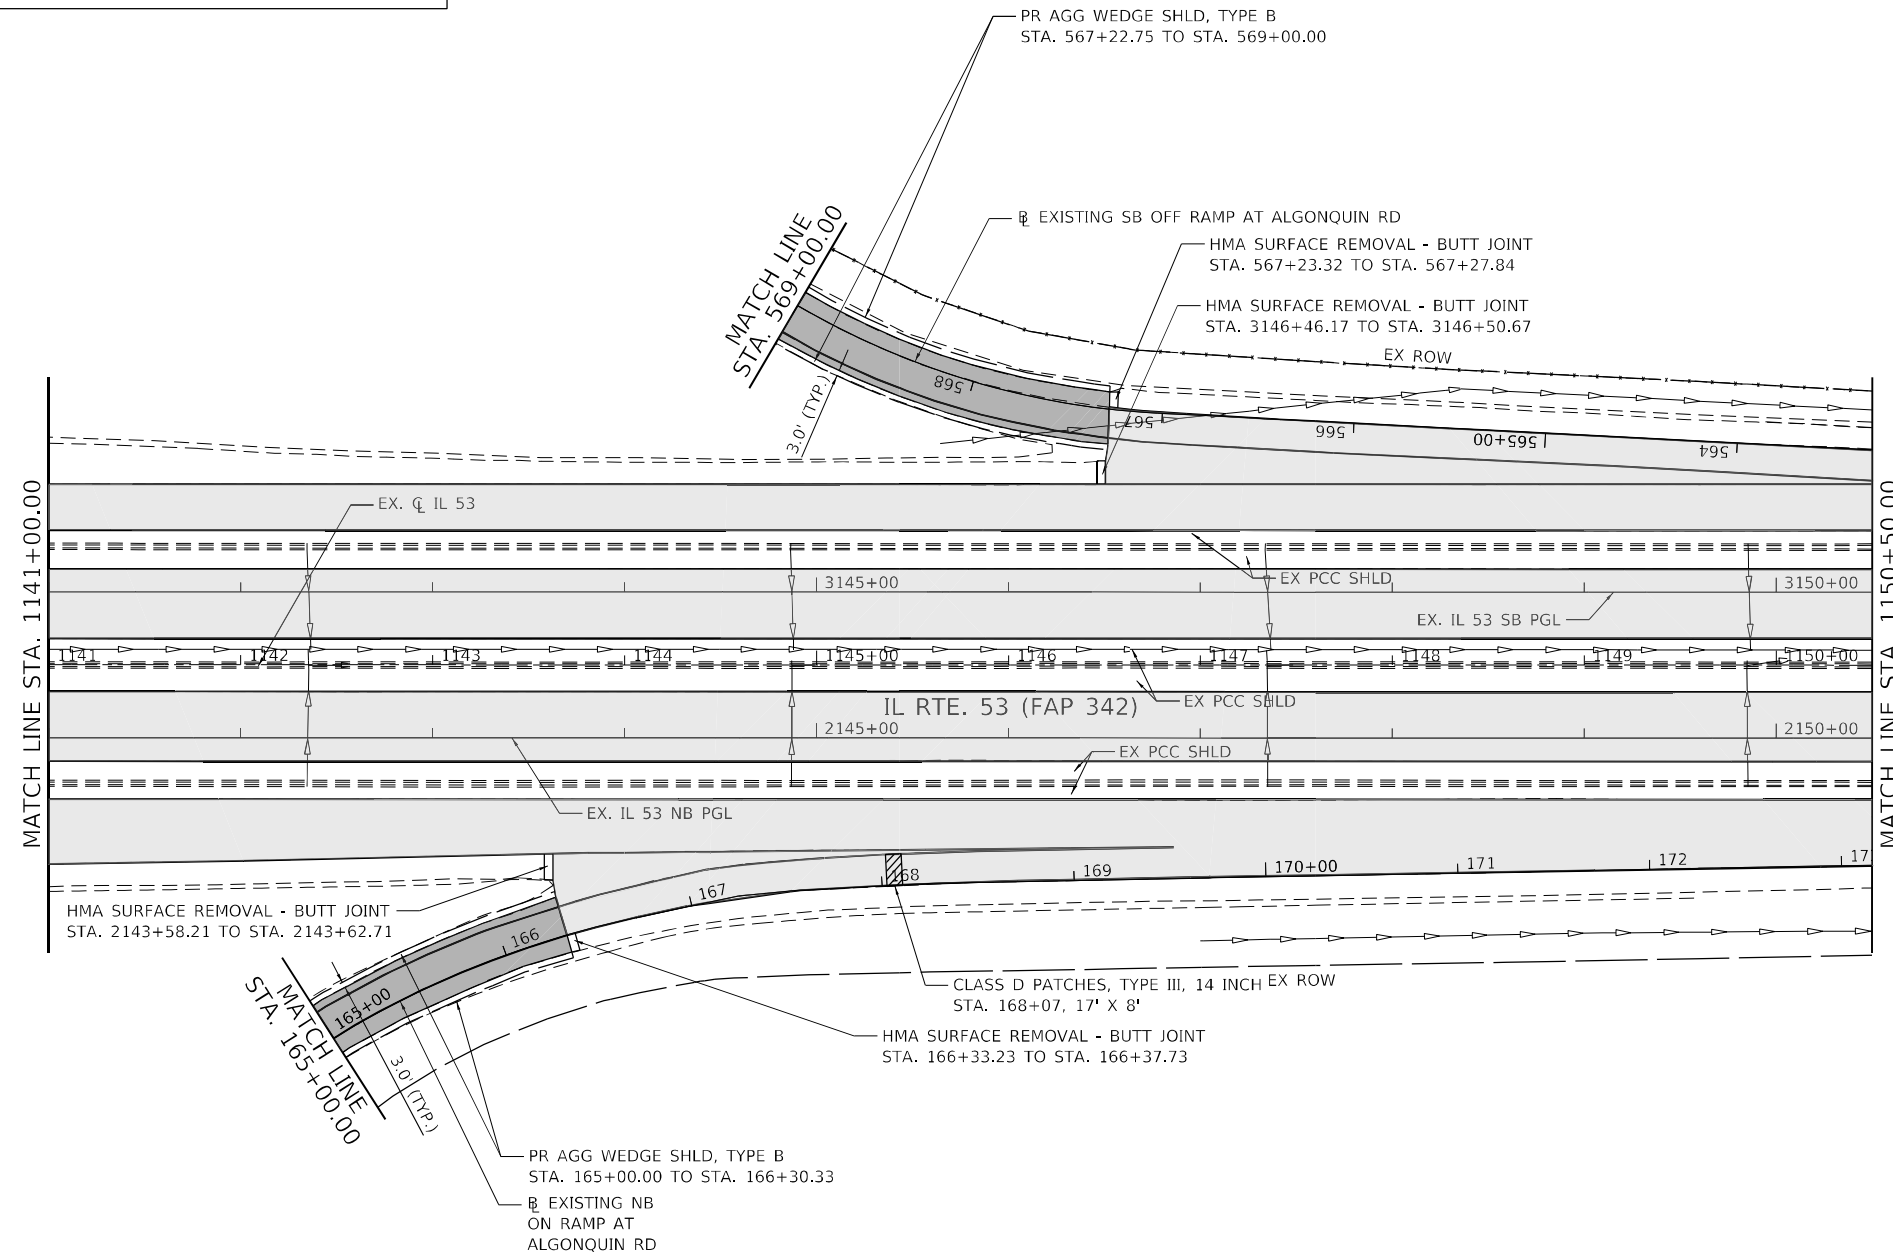 PR AGG WEDGE SHLD, TYPE B
STA. 567+22.75 TO STA. 569+00.00
MATCH LINE
STA. 569+00.00
℄ EXISTING SB OFF RAMP AT ALGONQUIN RD
HMA SURFACE REMOVAL - BUTT JOINT
STA. 567+23.32 TO STA. 567+27.84
HMA SURFACE REMOVAL - BUTT JOINT
STA. 3146+46.17 TO STA. 3146+50.67
EX ROW
568
3.0' (TYP.)
567
566
565+00
564
MATCH LINE STA. 1141+00.00
EX. ℄ IL 53
EX PCC SHLD
3145+00
3150+00
EX. IL 53 SB PGL
1141
1142
1143
1144
1145+00
1146
1147
1148
1149
1150+00
MATCH LINE STA. 1150+50.00
EX PCC SHLD
IL RTE. 53 (FAP 342)
2145+00
2150+00
EX PCC SHLD
EX. IL 53 NB PGL
167
168
169
170+00
171
172
17
HMA SURFACE REMOVAL - BUTT JOINT
STA. 2143+58.21 TO STA. 2143+62.71
166
165+00
MATCH LINE
STA. 165+00.00
3.0' (TYP.)
CLASS D PATCHES, TYPE III, 14 INCH
STA. 168+07, 17' X 8'
EX ROW
HMA SURFACE REMOVAL - BUTT JOINT
STA. 166+33.23 TO STA. 166+37.73
PR AGG WEDGE SHLD, TYPE B
STA. 165+00.00 TO STA. 166+30.33
℄ EXISTING NB
ON RAMP AT
ALGONQUIN RD